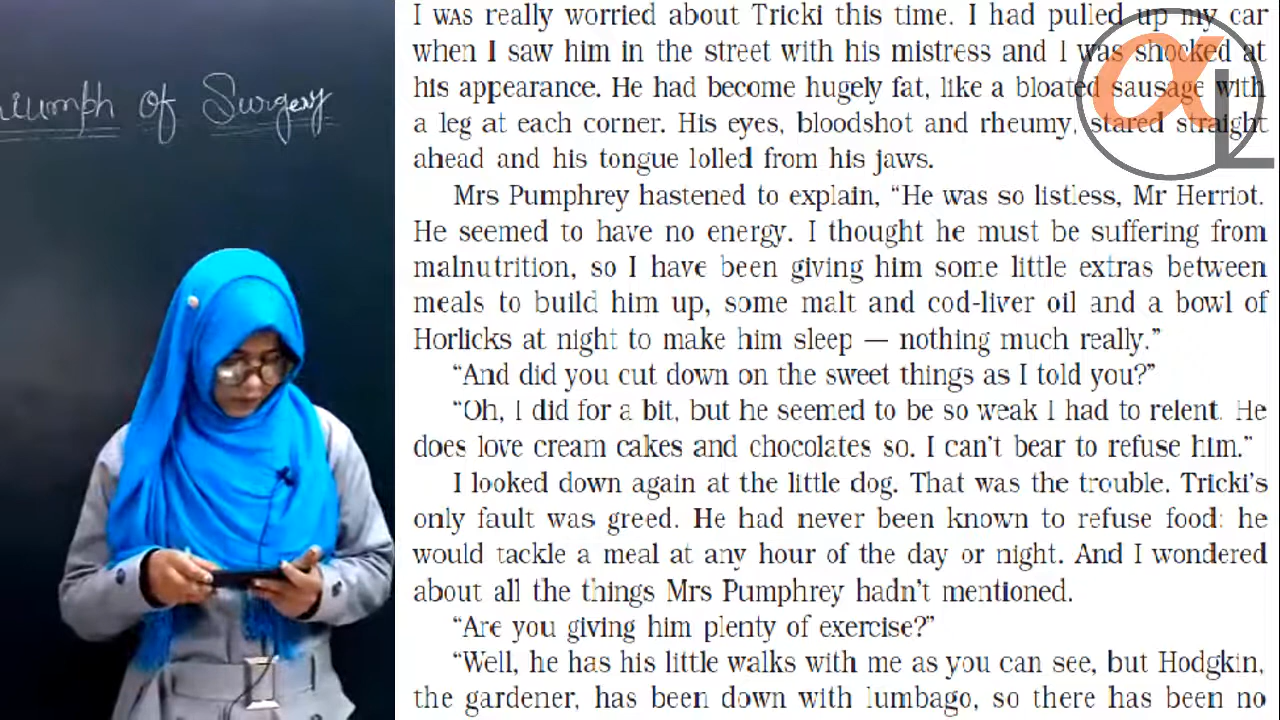 of Surgery
I WAS really worried about Tricki this time. I had pulled up my car
when I saw him in the street with his mistress and I was shocked at
his appearance. He had become hugely fat, like a bloated sausage with
a leg at each corner. His eyes, bloodshot and rheumy, stared straight
ahead and his tongue lolled from his jaws.
Mrs Pumphrey hastened to explain, “He was so listless, Mr Herriot.
He seemed to have no energy. I thought he must be suffering from
malnutrition, so I have been giving him some little extras between
meals to build him up, some malt and cod-liver oil and a bowl of
Horlicks at night to make him sleep — nothing much really.”
“And did you cut down on the sweet things as I told you?”
“Oh, I did for a bit, but he seemed to be so weak I had to relent. He
does love cream cakes and chocolates so. I can’t bear to refuse him.”
I looked down again at the little dog. That was the trouble. Tricki’s
only fault was greed. He had never been known to refuse food: he
would tackle a meal at any hour of the day or night. And I wondered
about all the things Mrs Pumphrey hadn’t mentioned.
“Are you giving him plenty of exercise?”
“Well, he has his little walks with me as you can see, but Hodgkin,
the gardener, has been down with lumbago, so there has been no